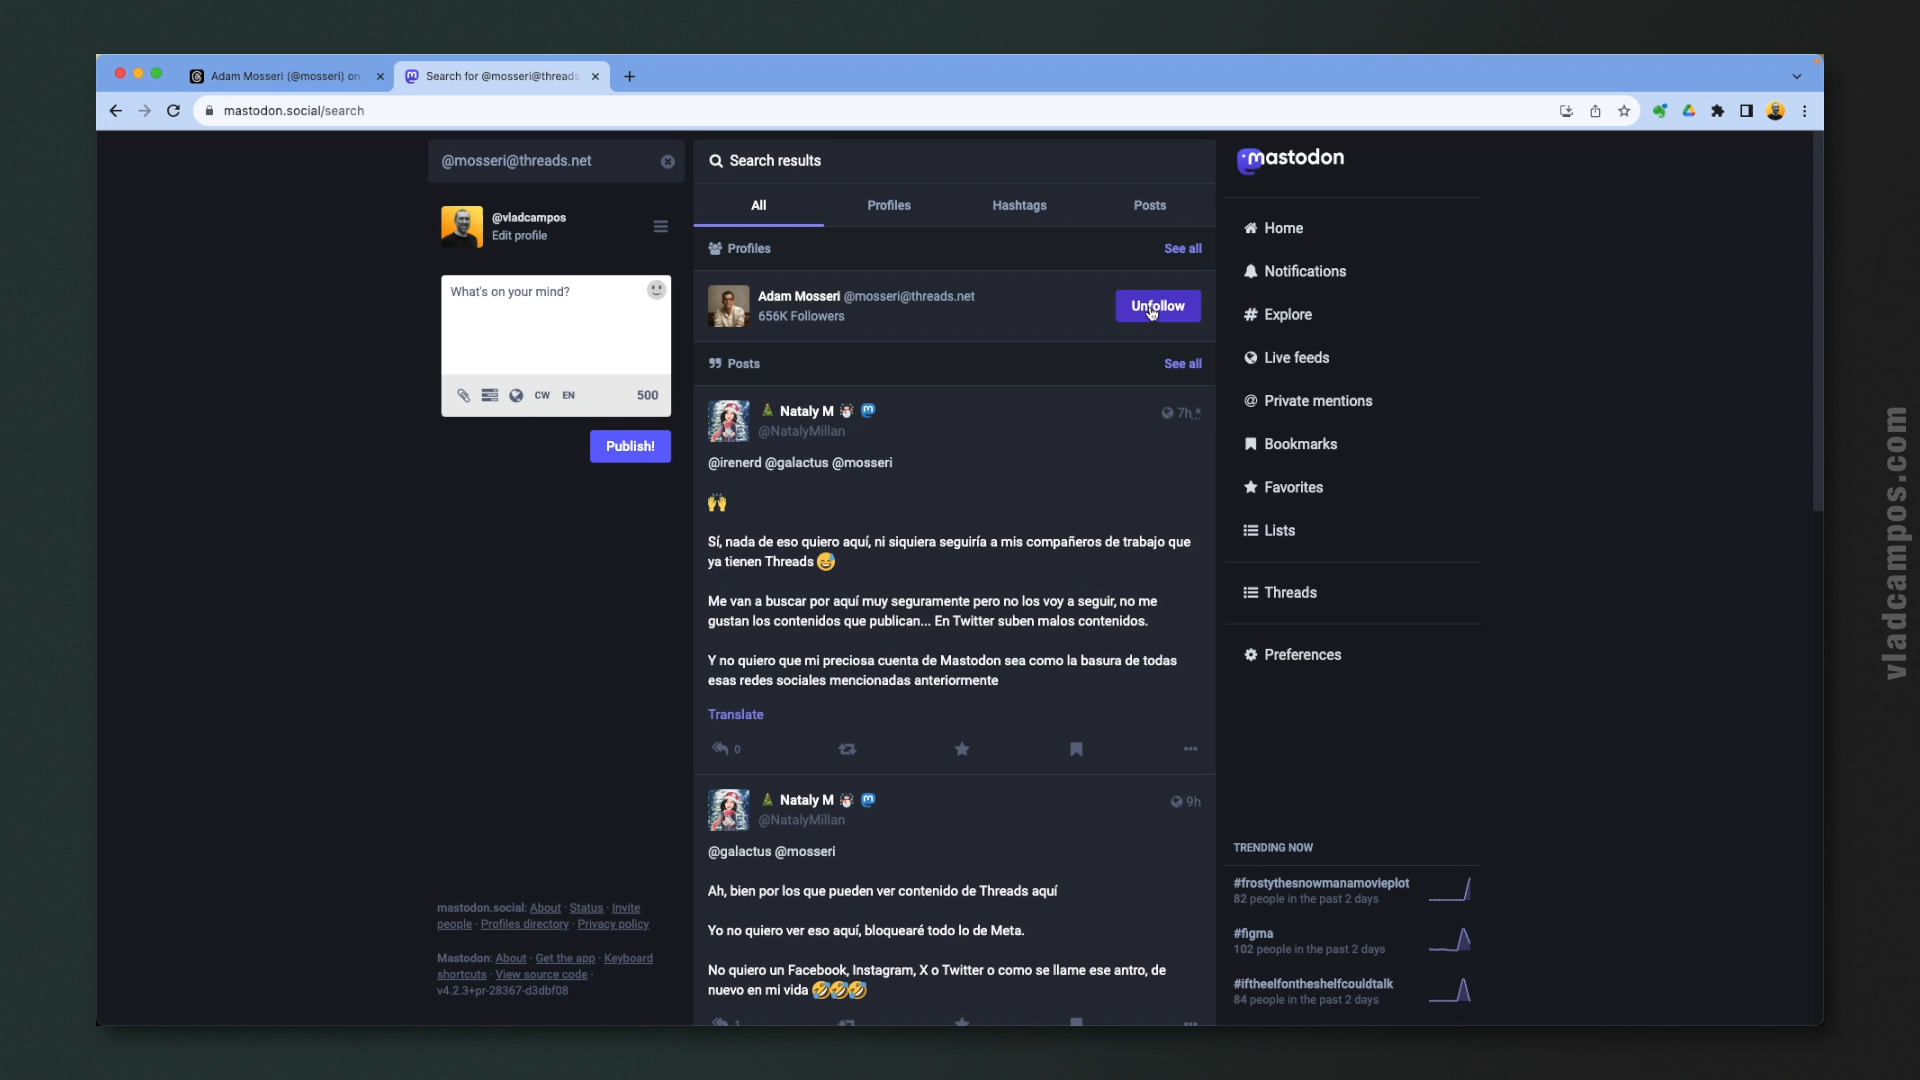 Adam Mosseri (@mosseri) on
Search for @mosseri@threads
mastodon.social/search
@mosseri@threads.net
@vladcampos
Edit profile
What's on your mind?
CW EN 500
Publish!
Search results
All Profiles Hashtags Posts
Profiles See all
Adam Mosseri @mosseri@threads.net
656K Followers
Unfollow
Posts See all
Nataly M
@NatalyMillan
7h *
@irenerd @galactus @mosseri
🙌
Sí, nada de eso quiero aquí, ni siquiera seguiría a mis compañeros de trabajo que
ya tienen Threads 😅
Me van a buscar por aquí muy seguramente pero no los voy a seguir, no me
gustan los contenidos que publican... En Twitter suben malos contenidos.
Y no quiero que mi preciosa cuenta de Mastodon sea como la basura de todas
esas redes sociales mencionadas anteriormente
Translate
0
Nataly M
@NatalyMillan
9h
@galactus @mosseri
Ah, bien por los que pueden ver contenido de Threads aquí
Yo no quiero ver eso aquí, bloquearé todo lo de Meta.
No quiero un Facebook, Instagram, X o Twitter o como se llame ese antro, de
nuevo en mi vida 🤣🤣🤣
1
mastodon
Home
Notifications
# Explore
Live feeds
@ Private mentions
Bookmarks
Favorites
Lists
Threads
Preferences
TRENDING NOW
#frostythesnowmanamovieplot
82 people in the past 2 days
#figma
102 people in the past 2 days
#iftheelfontheshelfcouldtalk
84 people in the past 2 days
mastodon.social: About · Status · Invite
people · Profiles directory · Privacy policy
Mastodon: About · Get the app · Keyboard
shortcuts · View source code ·
v4.2.3+pr-28367-d3dbf08
vladcampos.com